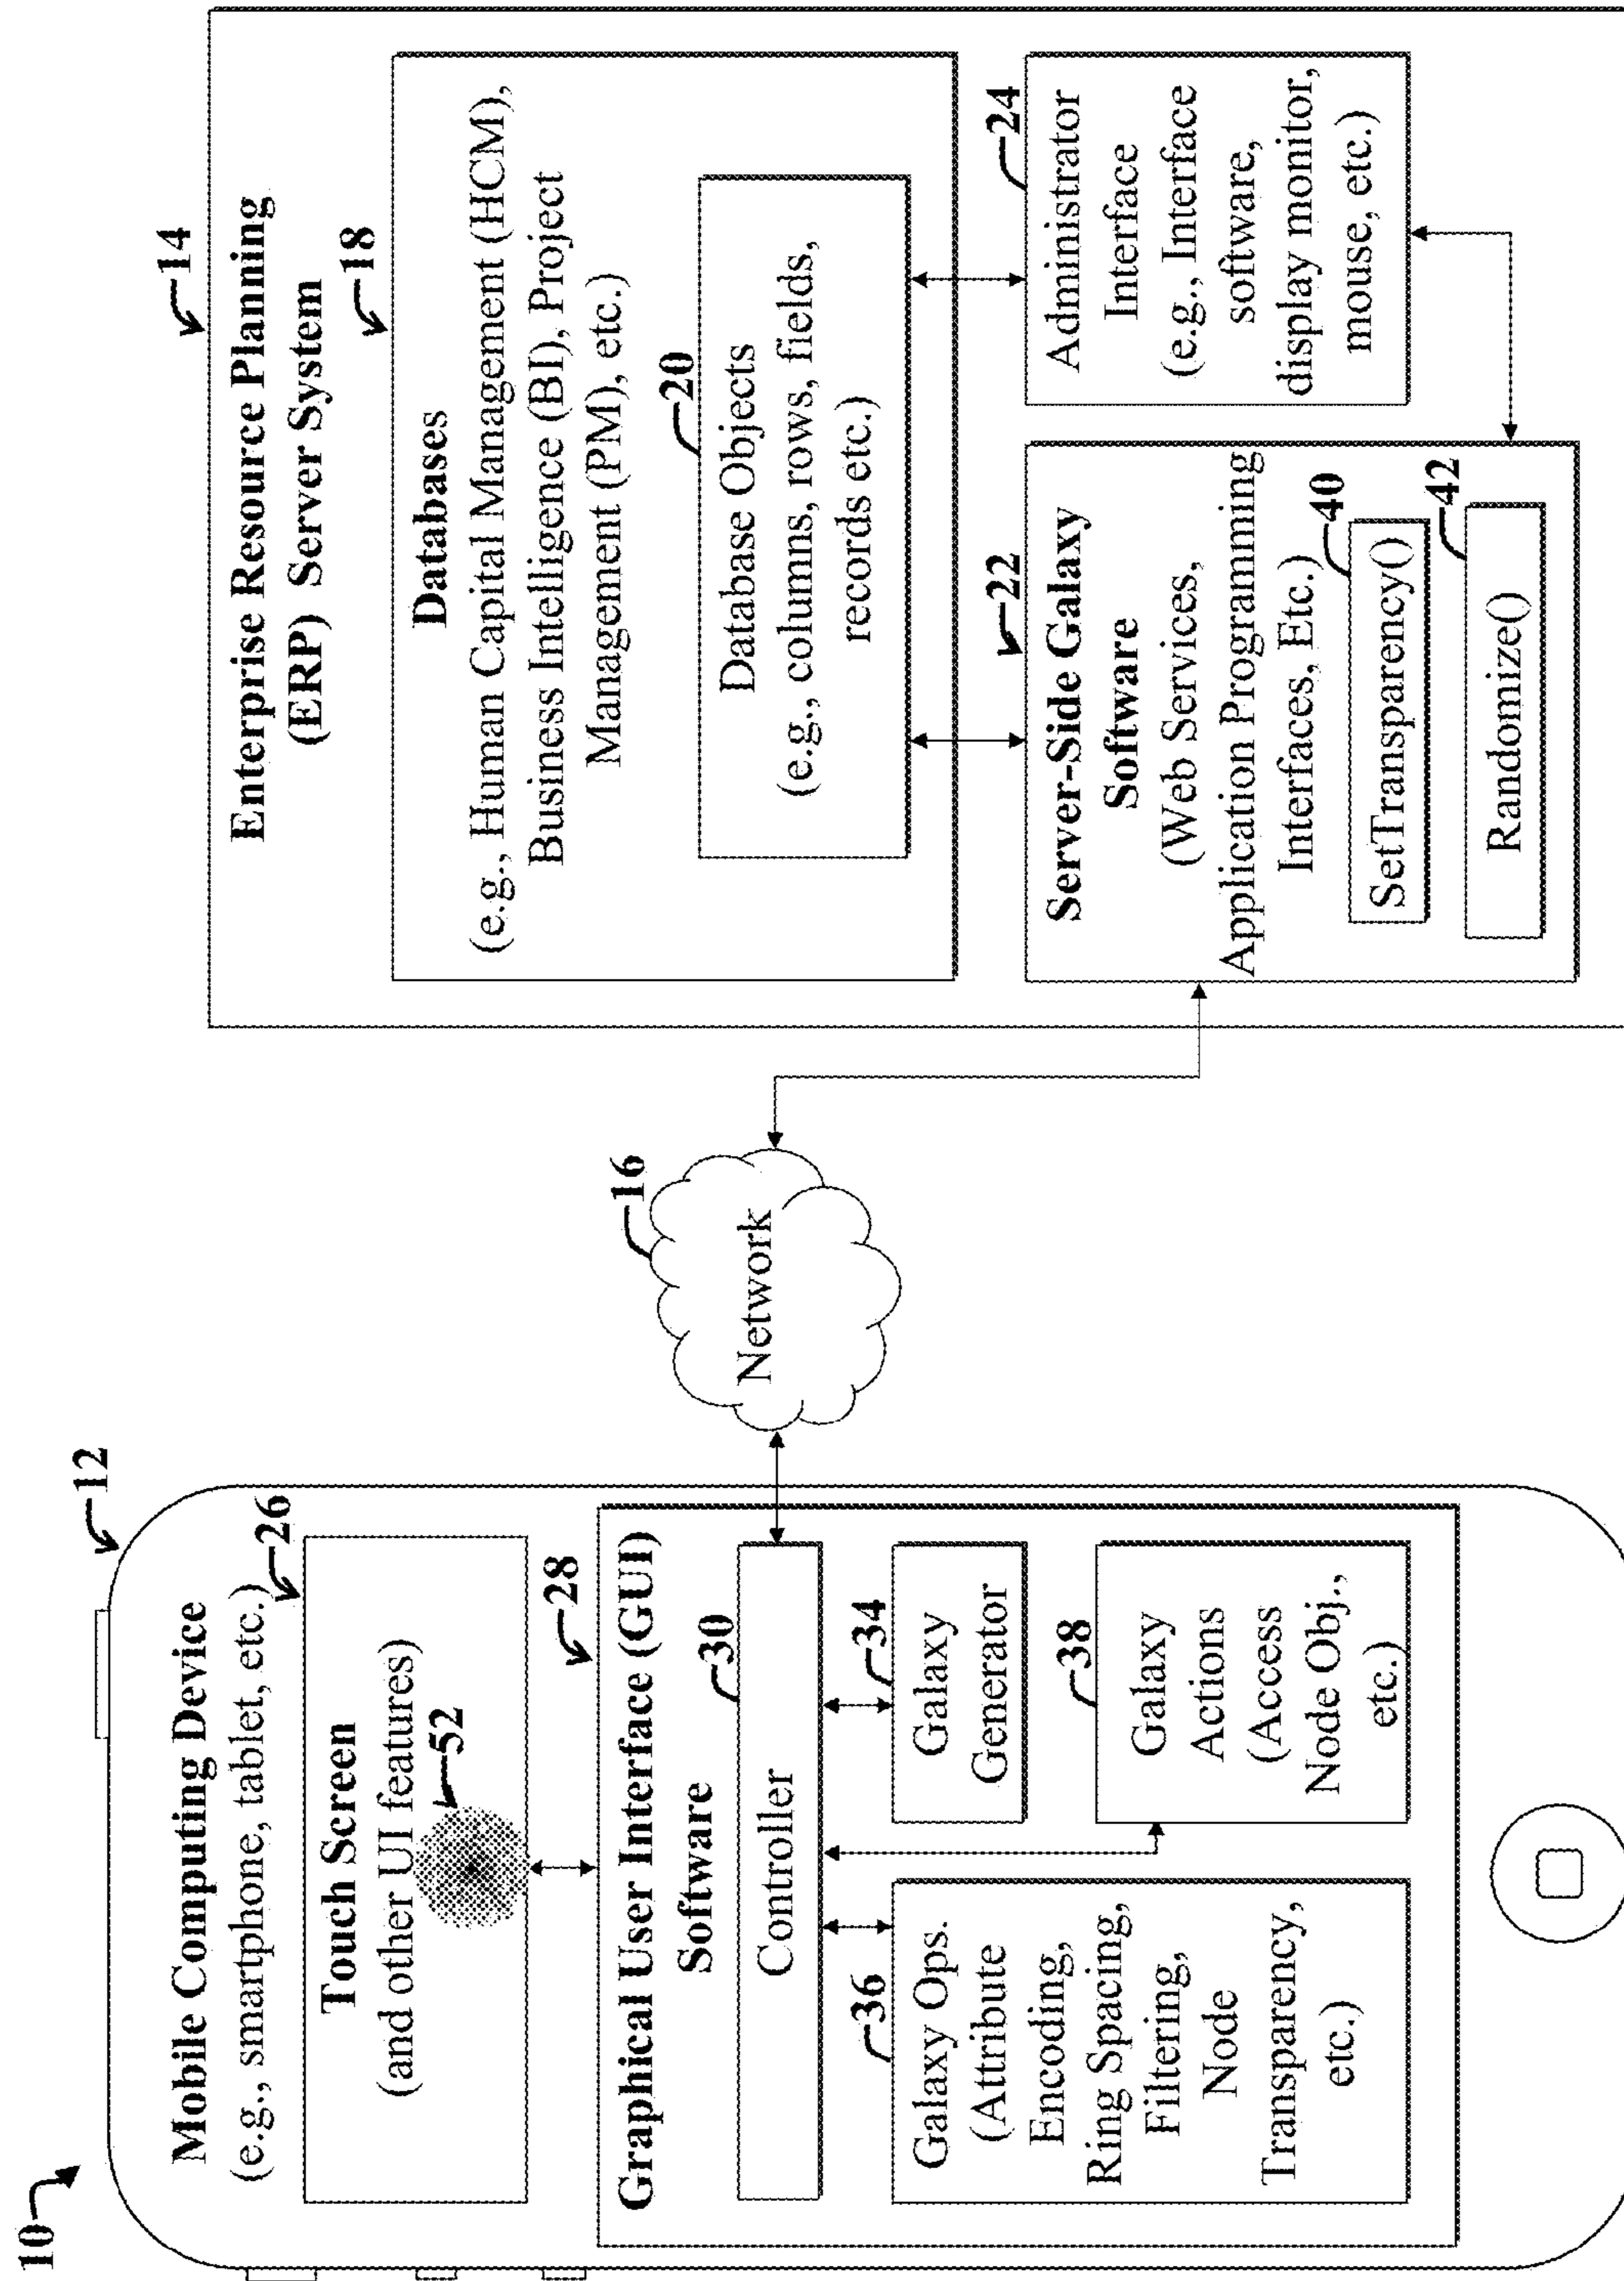 10
12
Mobile Computing Device
(e.g., smartphone, tablet, etc.)
26
Touch Screen
(and other UI features)
52
28
Graphical User Interface (GUI)
Software
30
Controller
36
Galaxy Ops.
(Attribute
Encoding,
Ring Spacing,
Filtering,
Node
Transparency,
etc.)
34
Galaxy
Generator
38
Galaxy
Actions
(Access
Node Obj.,
etc.)
16
Network
14
Enterprise Resource Planning
(ERP) Server System
18
Databases
(e.g., Human Capital Management (HCM),
Business Intelligence (BI), Project
Management (PM), etc.)
20
Database Objects
(e.g., columns, rows, fields,
records etc.)
22
Server-Side Galaxy
Software
(Web Services,
Application Programming
Interfaces, Etc.)
40
SetTransparency()
42
Randomize()
24
Administrator
Interface
(e.g., Interface
software,
display monitor,
mouse, etc.)